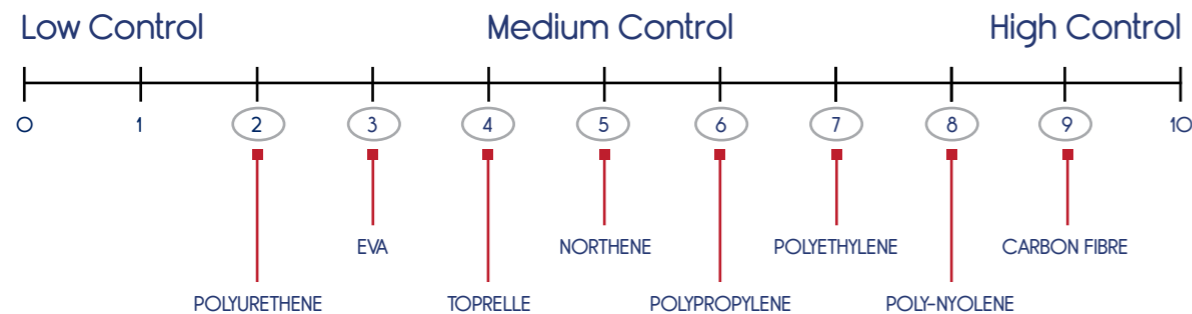 Low Control Medium Control High Control
0 1 2 3 4 5 6 7 8 9 10
EVA NORTHENE POLYETHYLENE CARBON FIBRE
POLYURETHENE TOPRELLE POLYPROPYLENE POLY-NYOLENE